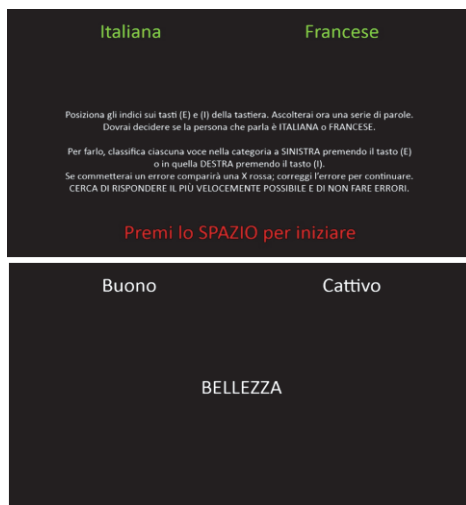 Italiana Francese
Posiziona gli indici sui tasti (E) e (I) della tastiera. Ascolterai ora una serie di parole.
Dovrai decidere se la persona che parla è ITALIANA o FRANCESE.
Per farlo, classifica ciascuna voce nella categoria a SINISTRA premendo il tasto (E)
o in quella DESTRA premendo il tasto (I).
Se commetterai un errore comparirà una X rossa; correggi l'errore per continuare.
CERCA DI RISPONDERE IL PIÙ VELOCEMENTE POSSIBILE E DI NON FARE ERRORI.
Premi lo SPAZIO per iniziare
Buono Cattivo
BELLEZZA